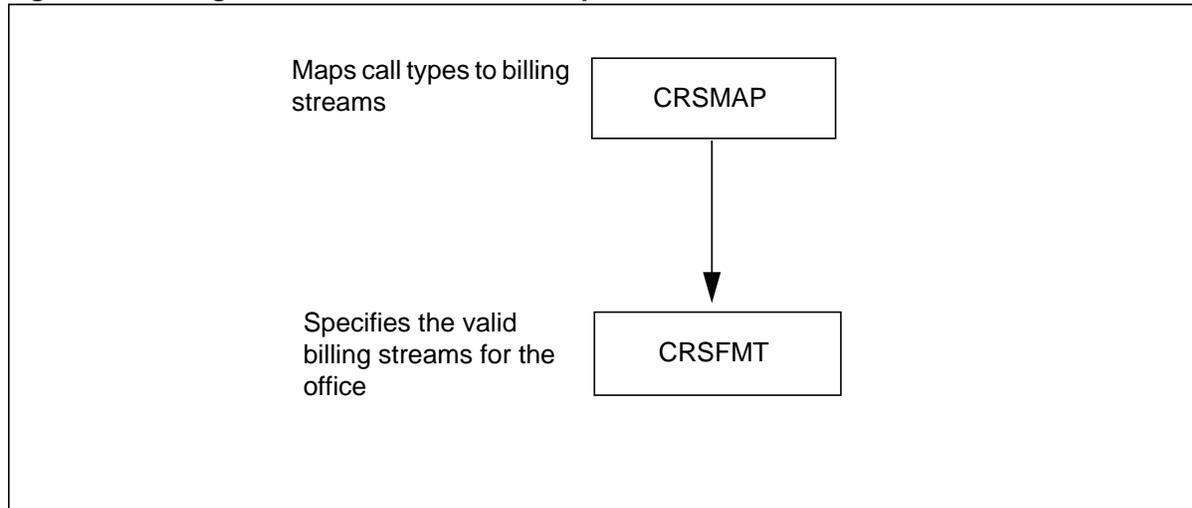 Maps call types to billing
streams
CRSMAP
Specifies the valid
billing streams for the
office
CRSFMT